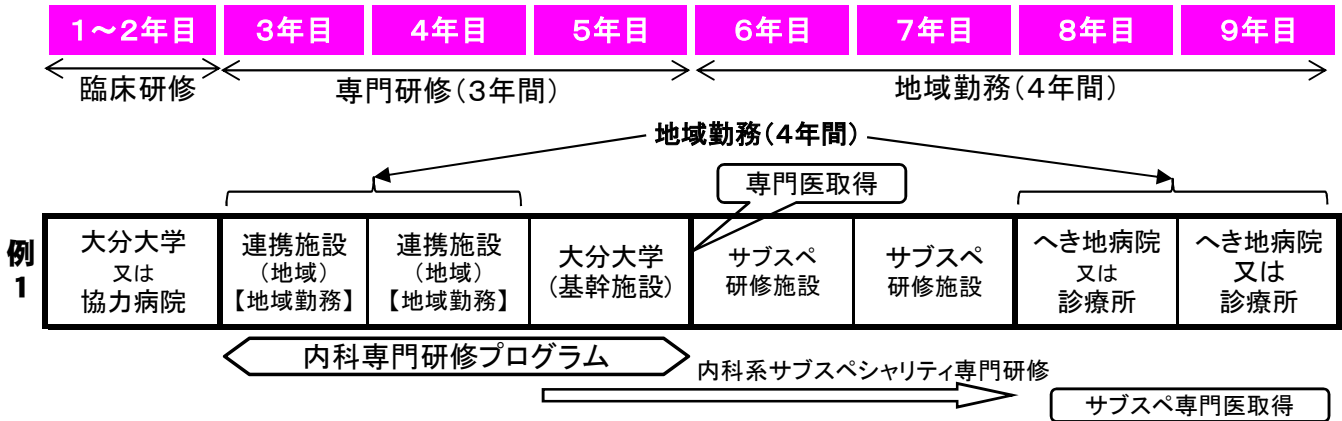 1～2年目 3年目 4年目 5年目 6年目 7年目 8年目 9年目
臨床研修 専門研修(3年間) 地域勤務(4年間)
地域勤務(4年間)
専門医取得
例1
大分大学
又は
協力病院
連携施設
(地域)
【地域勤務】
連携施設
(地域)
【地域勤務】
大分大学
(基幹施設)
サブスペ
研修施設
サブスペ
研修施設
へき地病院
又は
診療所
へき地病院
又は
診療所
内科専門研修プログラム
内科系サブスペシャリティ専門研修
サブスペ専門医取得